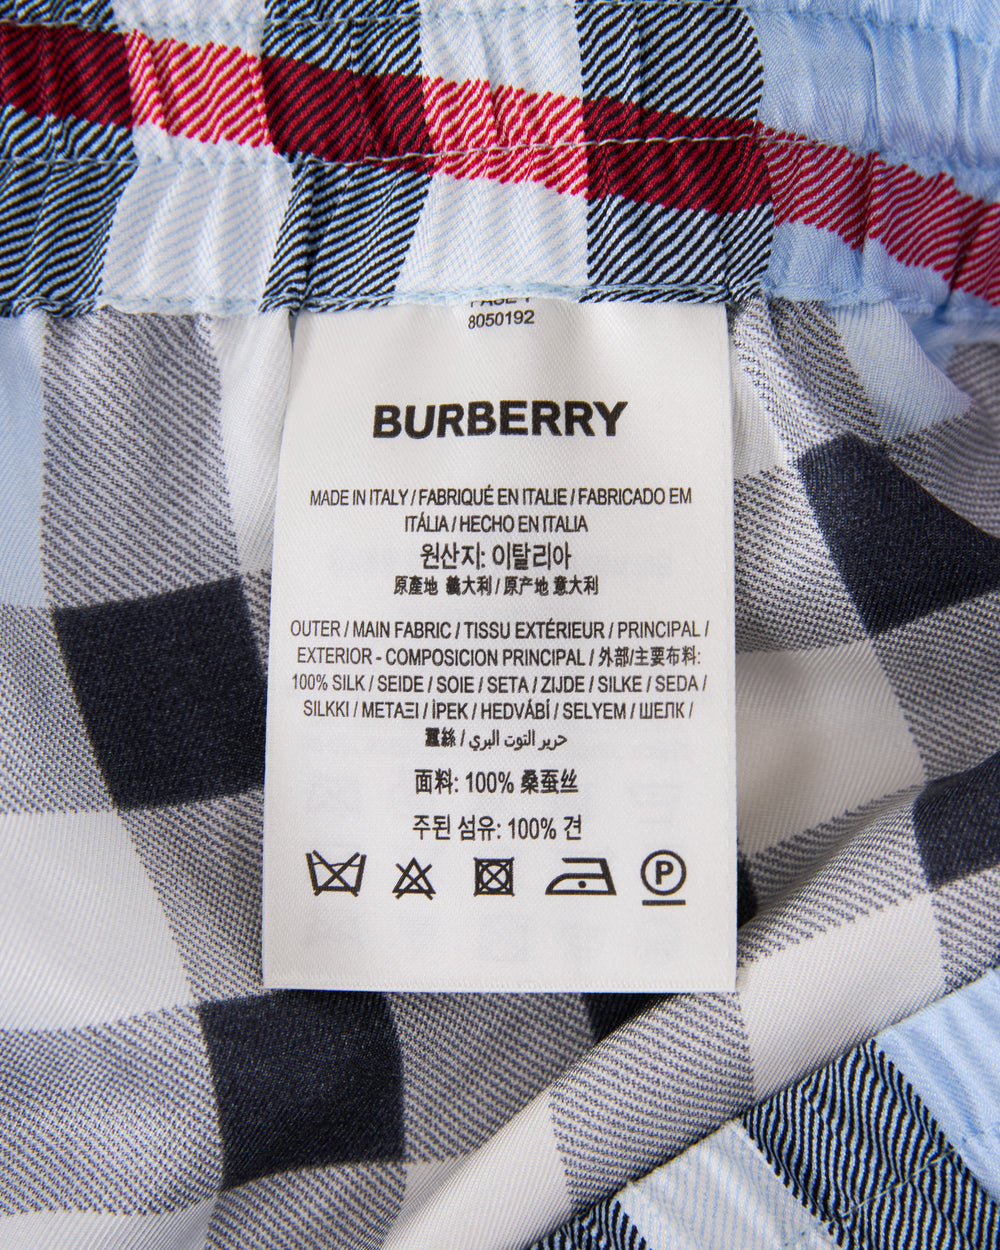 8050192
BURBERRY
MADE IN ITALY / FABRIQUÉ EN ITALIE / FABRICADO EM
ITÁLIA / HECHO EN ITALIA
원산지: 이탈리아
原產地 義大利 / 原产地 意大利
OUTER / MAIN FABRIC / TISSU EXTÉRIEUR / PRINCIPAL /
EXTERIOR - COMPOSICION PRINCIPAL / 外部/主要布料:
100% SILK / SEIDE / SOIE / SETA / ZIJDE / SILKE / SEDA /
SILKKI / ΜΕΤΑΞΙ / İPEK / HEDVÁBÍ / SELYEM / ШЕЛК /
蠶絲 / حرير التوت البري
面料: 100% 桑蚕丝
주된 섬유: 100% 견
P